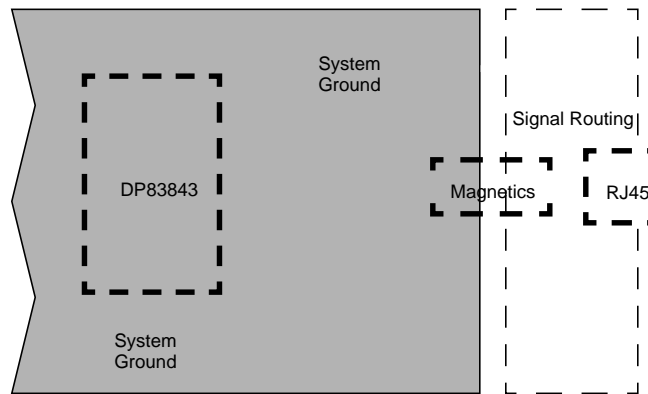 System
Ground
Signal Routing
DP83843
Magnetics
RJ45
System
Ground